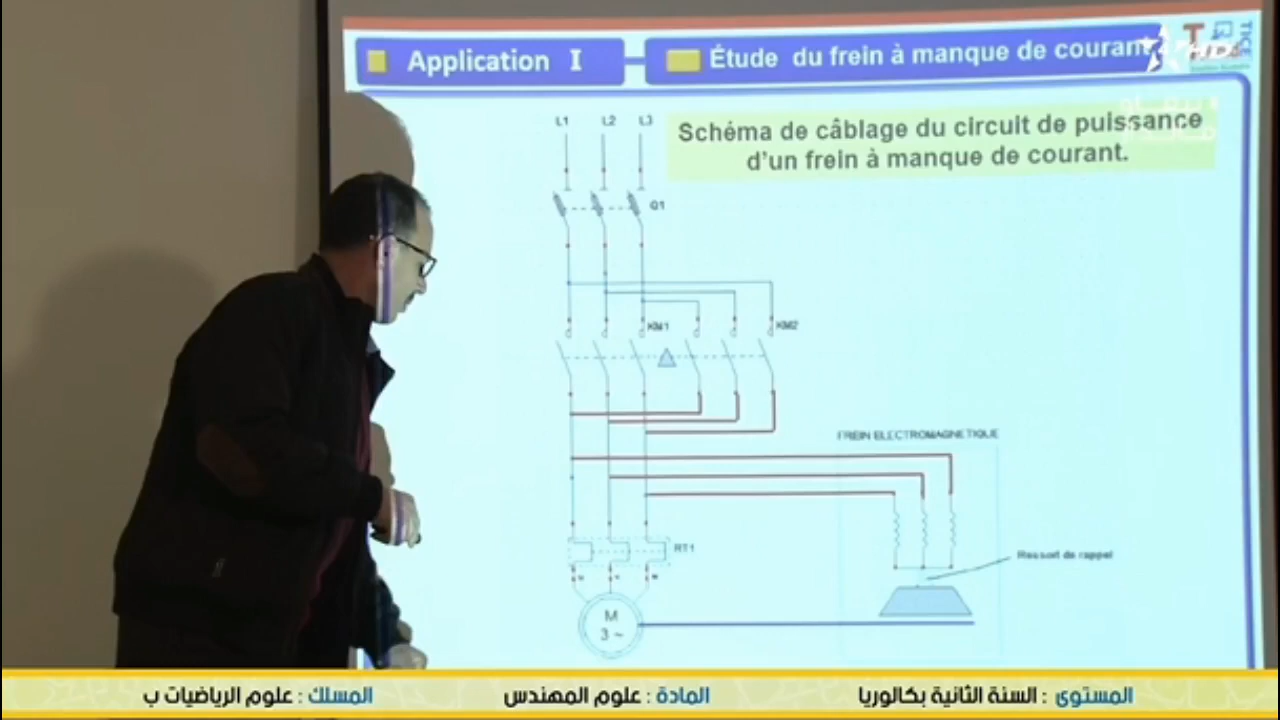 Application I
Étude du frein à manque de courant
HD
TICE
Schéma de câblage du circuit de puissance
d'un frein à manque de courant.
L1 L2 L3
Q1
KM1 KM2
FREIN ELECTROMAGNETIQUE
RT1
Ressort de rappel
M
3 ~
المستوى : السنة الثانية بكالوريا
المادة : علوم المهندس
المسلك : علوم الرياضيات ب